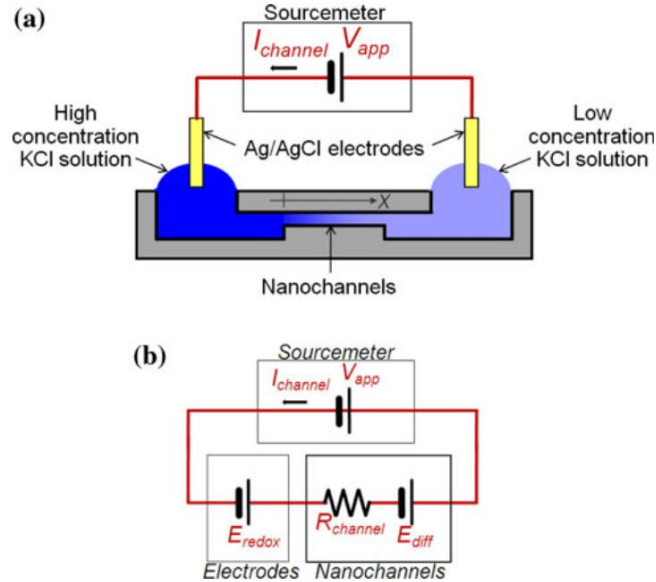 (a)
Sourcemeter
I_channel
V_app
High
concentration
KCl solution
Ag/AgCl electrodes
Low
concentration
KCl solution
X
Nanochannels
(b)
Sourcemeter
I_channel
V_app
E_redox
R_channel
E_diff
Electrodes
Nanochannels